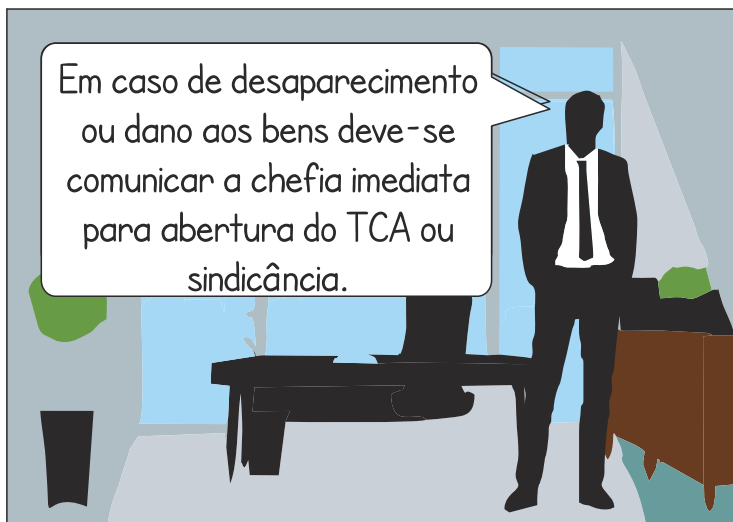 Em caso de desaparecimento
ou dano aos bens deve-se
comunicar a chefia imediata
para abertura do TCA ou
sindicância.